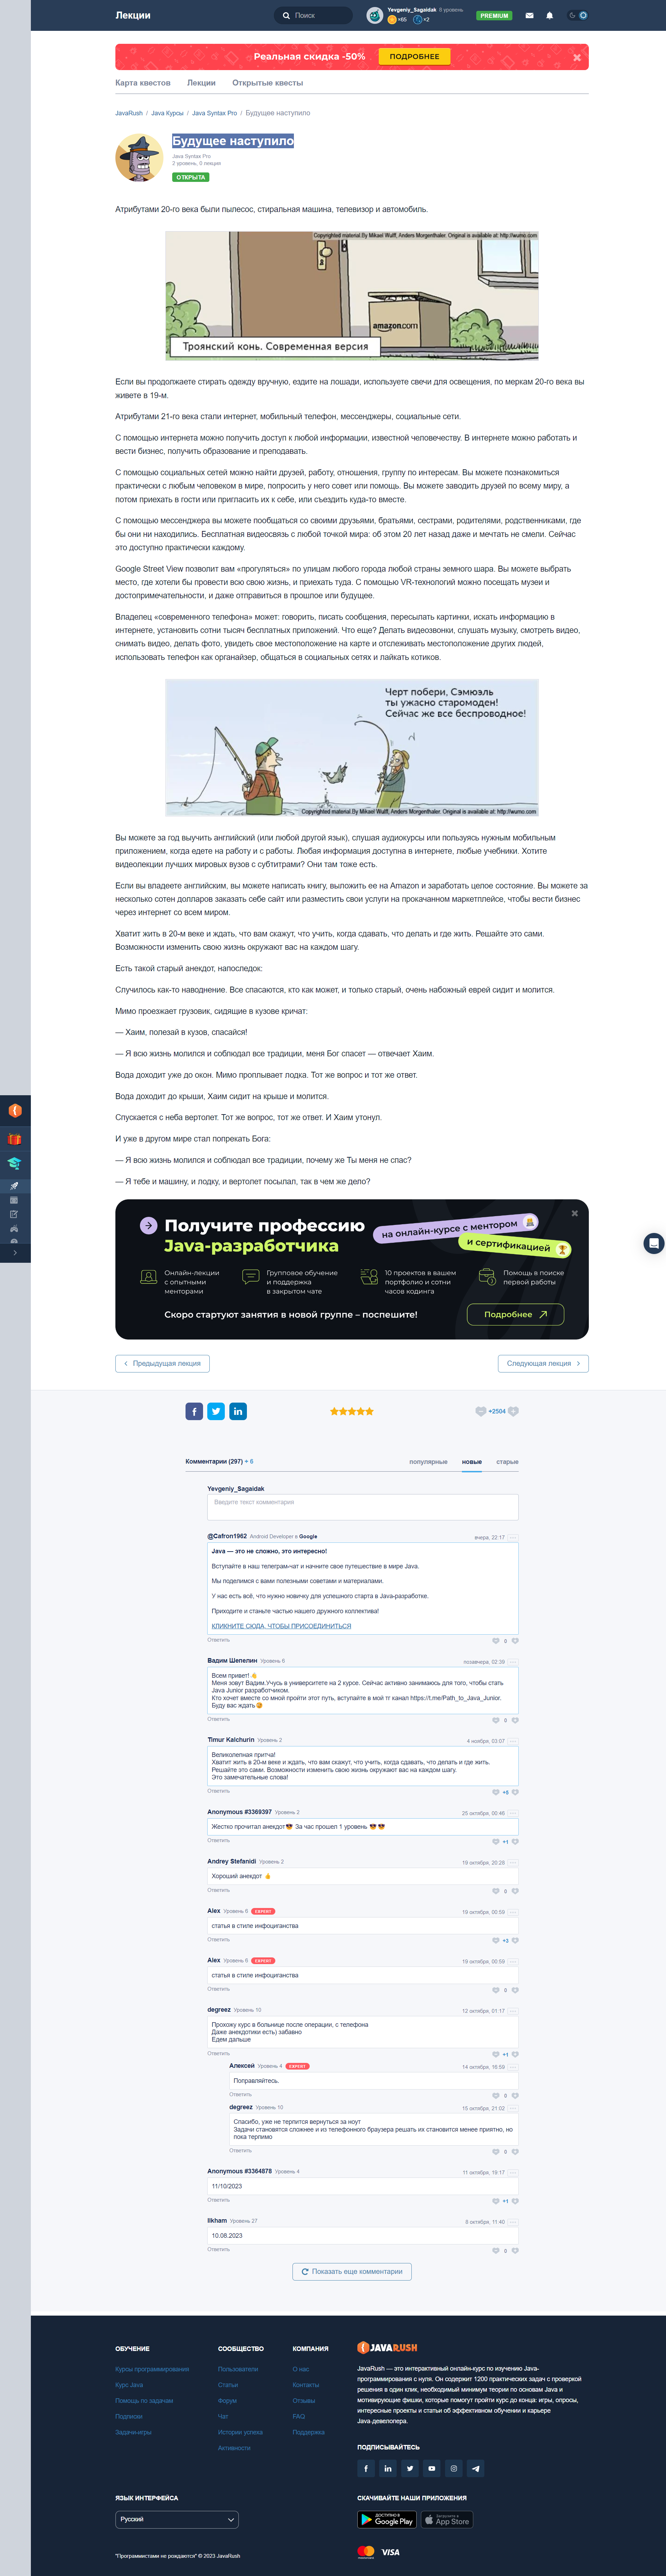 Лекции
Поиск
Yevgeniy_Sagaidak 8 уровень
+65 +2
PREMIUM
Реальная скидка -50% ПОДРОБНЕЕ
Карта квестов Лекции Открытые квесты
JavaRush / Java Курсы / Java Syntax Pro / Будущее наступило
Будущее наступило
Java Syntax Pro
2 уровень, 0 лекция
ОТКРЫТА
Атрибутами 20-го века были пылесос, стиральная машина, телевизор и автомобиль.
Copyrighted material.By Mikael Wulff, Anders Morgenthaler. Original is available at: http://wumo.com
amazon.com
Троянский конь. Современная версия
Если вы продолжаете стирать одежду вручную, ездите на лошади, используете свечи для освещения, по меркам 20-го века вы
живете в 19-м.
Атрибутами 21-го века стали интернет, мобильный телефон, мессенджеры, социальные сети.
С помощью интернета можно получить доступ к любой информации, известной человечеству. В интернете можно работать и
вести бизнес, получить образование и преподавать.
С помощью социальных сетей можно найти друзей, работу, отношения, группу по интересам. Вы можете познакомиться
практически с любым человеком в мире, попросить у него совет или помощь. Вы можете заводить друзей по всему миру, а
потом приехать в гости или пригласить их к себе, или съездить куда-то вместе.
С помощью мессенджера вы можете пообщаться со своими друзьями, братьями, сестрами, родителями, родственниками, где
бы они ни находились. Бесплатная видеосвязь с любой точкой мира: об этом 20 лет назад даже и мечтать не смели. Сейчас
это доступно практически каждому.
Google Street View позволит вам «прогуляться» по улицам любого города любой страны земного шара. Вы можете выбрать
место, где хотели бы провести всю свою жизнь, и приехать туда. С помощью VR-технологий можно посещать музеи и
достопримечательности, и даже отправиться в прошлое или будущее.
Владелец «современного телефона» может: говорить, писать сообщения, пересылать картинки, искать информацию в
интернете, установить сотни тысяч бесплатных приложений. Что еще? Делать видеозвонки, слушать музыку, смотреть видео,
снимать видео, делать фото, увидеть свое местоположение на карте и отслеживать местоположение других людей,
использовать телефон как органайзер, общаться в социальных сетях и лайкать котиков.
Черт побери, Сэмюэль
ты ужасно старомоден!
Сейчас же все беспроводное!
Copyrighted material.By Mikael Wulff, Anders Morgenthaler. Original is available at: http://wumo.com
Вы можете за год выучить английский (или любой другой язык), слушая аудиокурсы или пользуясь нужным мобильным
приложением, когда едете на работу и с работы. Любая информация доступна в интернете, любые учебники. Хотите
видеолекции лучших мировых вузов с субтитрами? Они там тоже есть.
Если вы владеете английским, вы можете написать книгу, выложить ее на Amazon и заработать целое состояние. Вы можете за
несколько сотен долларов заказать себе сайт или разместить свои услуги на прокачанном маркетплейсе, чтобы вести бизнес
через интернет со всем миром.
Хватит жить в 20-м веке и ждать, что вам скажут, что учить, когда сдавать, что делать и где жить. Решайте это сами.
Возможности изменить свою жизнь окружают вас на каждом шагу.
Есть такой старый анекдот, напоследок:
Случилось как-то наводнение. Все спасаются, кто как может, и только старый, очень набожный еврей сидит и молится.
Мимо проезжает грузовик, сидящие в кузове кричат:
— Хаим, полезай в кузов, спасайся!
— Я всю жизнь молился и соблюдал все традиции, меня Бог спасет — отвечает Хаим.
Вода доходит уже до окон. Мимо проплывает лодка. Тот же вопрос и тот же ответ.
Вода доходит до крыши, Хаим сидит на крыше и молится.
Спускается с неба вертолет. Тот же вопрос, тот же ответ. И Хаим утонул.
И уже в другом мире стал попрекать Бога:
— Я всю жизнь молился и соблюдал все традиции, почему же Ты меня не спас?
— Я тебе и машину, и лодку, и вертолет посылал, так в чем же дело?
Получите профессию
Java-разработчика
на онлайн-курсе с ментором
и сертификацией
Онлайн-лекции
с опытными
менторами
Групповое обучение
и поддержка
в закрытом чате
10 проектов в вашем
портфолио и сотни
часов кодинга
Помощь в поиске
первой работы
Скоро стартуют занятия в новой группе – поспешите!
Подробнее
Предыдущая лекция
Следующая лекция
+2504
Комментарии (297) + 6
популярные новые старые
Yevgeniy_Sagaidak
Введите текст комментария
@Cafron1962 Android Developer в Google вчера, 22:17
Java — это не сложно, это интересно!
Вступайте в наш телеграм-чат и начните свое путешествие в мире Java.
Мы поделимся с вами полезными советами и материалами.
У нас есть всё, что нужно новичку для успешного старта в Java-разработке.
Приходите и станьте частью нашего дружного коллектива!
КЛИКНИТЕ СЮДА, ЧТОБЫ ПРИСОЕДИНИТЬСЯ
Ответить 0
Вадим Шепелин Уровень 6 позавчера, 02:39
Всем привет! 👋
Меня зовут Вадим.Учусь в университете на 2 курсе. Сейчас активно занимаюсь для того, чтобы стать
Java Junior разработчиком.
Кто хочет вместе со мной пройти этот путь, вступайте в мой тг канал https://t.me/Path_to_Java_Junior.
Буду вас ждать😊
Ответить 0
Timur Kalchurin Уровень 2 4 ноября, 03:07
Великолепная притча!
Хватит жить в 20-м веке и ждать, что вам скажут, что учить, когда сдавать, что делать и где жить.
Решайте это сами. Возможности изменить свою жизнь окружают вас на каждом шагу.
Это замечательные слова!
Ответить +5
Anonymous #3369397 Уровень 2 25 октября, 00:46
Жестко прочитал анекдот😎 За час прошел 1 уровень 😎 😎
Ответить +1
Andrey Stefanidi Уровень 2 19 октября, 20:28
Хороший анекдот 👍
Ответить 0
Alex Уровень 6 EXPERT 19 октября, 00:59
статья в стиле инфоциганства
Ответить +3
Alex Уровень 6 EXPERT 19 октября, 00:59
статья в стиле инфоциганства
Ответить 0
degreez Уровень 10 12 октября, 01:17
Прохожу курс в больнице после операции, с телефона
Даже анекдотики есть) забавно
Едем дальше
Ответить +1
Алексей Уровень 4 EXPERT 14 октября, 16:59
Поправляйтесь.
Ответить 0
degreez Уровень 10 15 октября, 21:02
Спасибо, уже не терпится вернуться за ноут
Задачи становятся сложнее и из телефонного браузера решать их становится менее приятно, но
пока терпимо
Ответить 0
Anonymous #3364878 Уровень 4 11 октября, 19:17
11/10/2023
Ответить +1
Ilkham Уровень 27 8 октября, 11:40
10.08.2023
Ответить 0
Показать еще комментарии
ОБУЧЕНИЕ
Курсы программирования
Курс Java
Помощь по задачам
Подписки
Задачи-игры
СООБЩЕСТВО
Пользователи
Статьи
Форум
Чат
Истории успеха
Активности
КОМПАНИЯ
О нас
Контакты
Отзывы
FAQ
Поддержка
JAVARUSH
JavaRush — это интерактивный онлайн-курс по изучению Java-
программирования с нуля. Он содержит 1200 практических задач с проверкой
решения в один клик, необходимый минимум теории по основам Java и
мотивирующие фишки, которые помогут пройти курс до конца: игры, опросы,
интересные проекты и статьи об эффективном обучении и карьере
Java‑девелопера.
ПОДПИСЫВАЙТЕСЬ
ЯЗЫК ИНТЕРФЕЙСА
Русский
СКАЧИВАЙТЕ НАШИ ПРИЛОЖЕНИЯ
ДОСТУПНО В
Google Play
Загрузите в
App Store
"Программистами не рождаются" © 2023 JavaRush
VISA